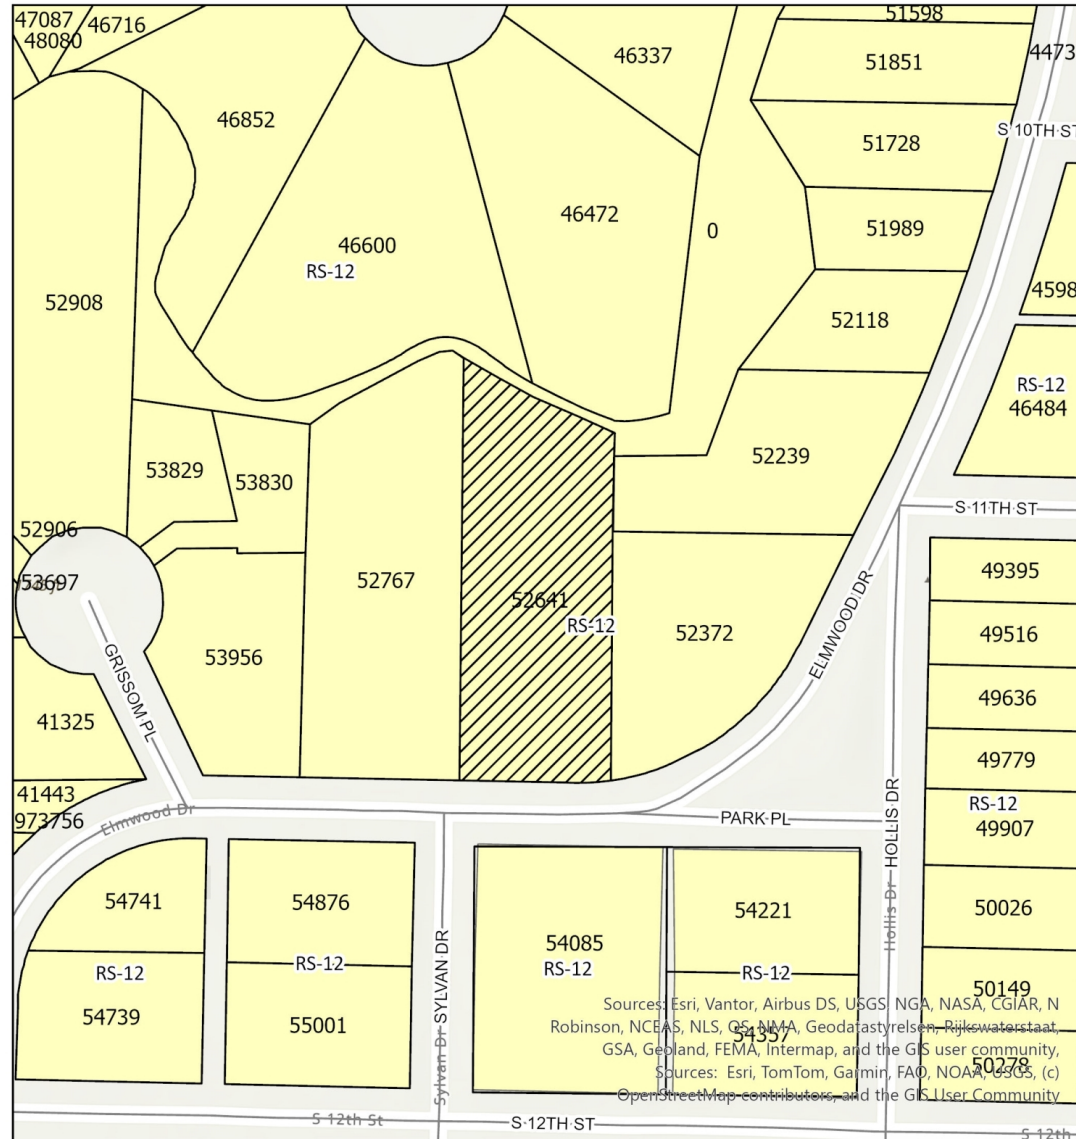 47087
48080
46716
51598
46337
51851
4473
46852
S 10TH ST
51728
46472
51989
46600
RS-12
0
52908
4598
52118
RS-12
46484
53829
53830
52239
S 11TH ST
52906
53697
52767
52641
RS-12
52372
49395
ELMWOOD DR
49516
GRISSOM PL
53956
49636
41325
49779
41443
973756
Elmwood Dr
PARK PL
HOLLIS DR
RS-12
49907
54741
54876
54221
50026
Hollis Dr
54085
RS-12
RS-12
RS-12
RS-12
SYLVAN DR
Sylvan Dr
54739
55001
50149
54357
50278
Sources: Esri, Vantor, Airbus DS, USGS, NGA, NASA, CGIAR, N
Robinson, NCEAS, NLS, OS, NMA, Geodatastyrelsen, Rijkswaterstaat,
GSA, Geoland, FEMA, Intermap, and the GIS user community,
Sources: Esri, TomTom, Garmin, FAO, NOAA, USGS, (c)
OpenStreetMap contributors, and the GIS User Community
S 12th St
S 12TH ST
S 12th